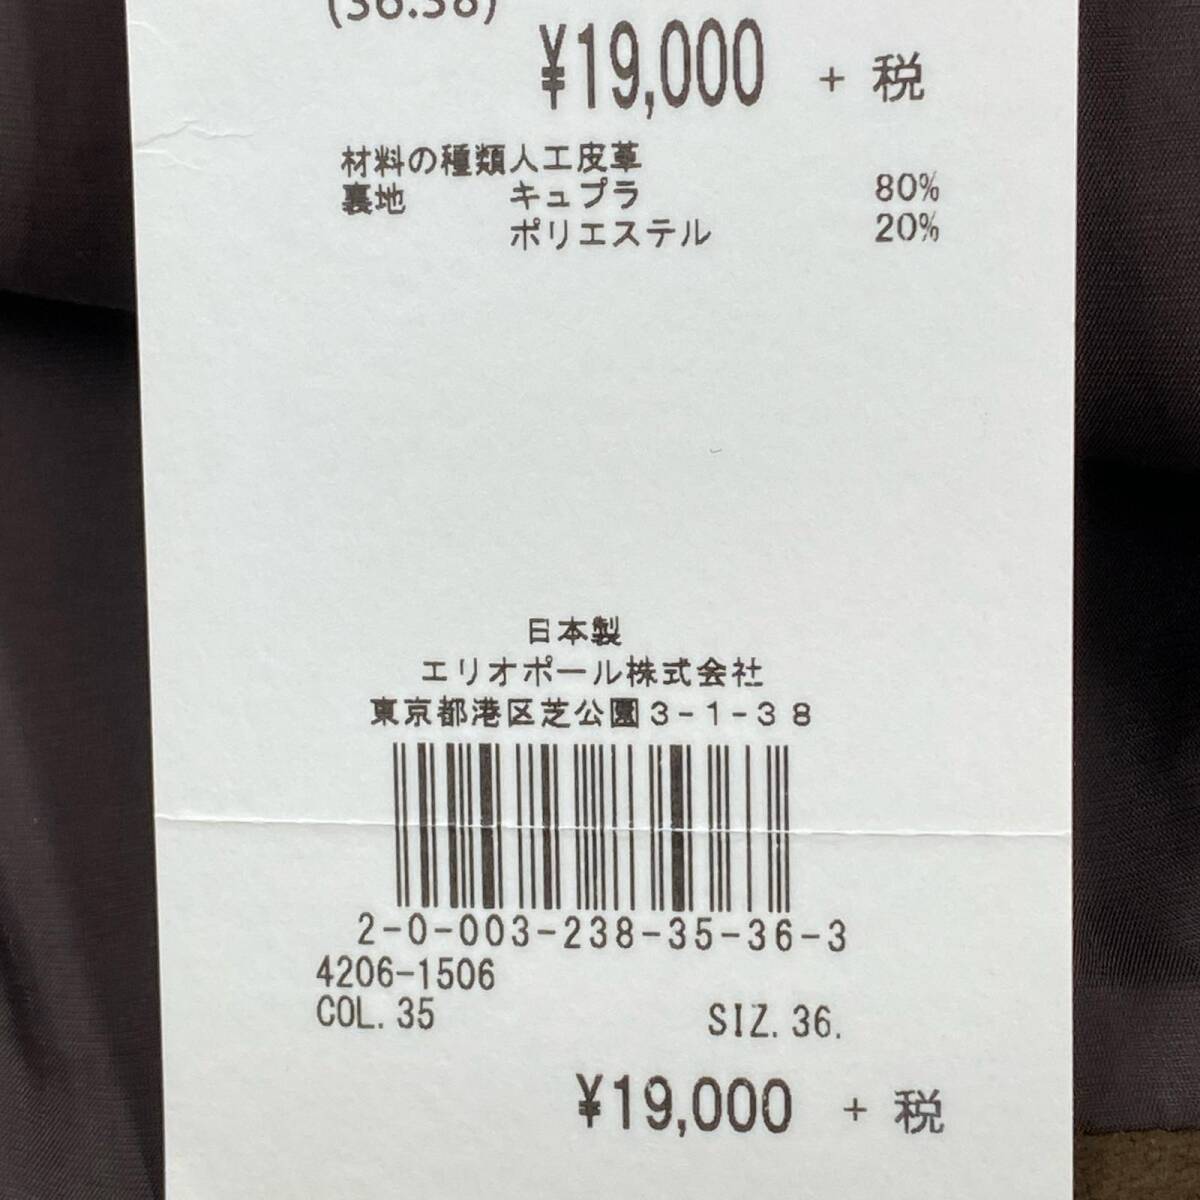 (36.38)
¥19,000 + 税
材料の種類人工皮革
裏地 キュプラ 80%
ポリエステル 20%
日本製
エリオポール株式会社
東京都港区芝公園3-1-38
2-0-003-238-35-36-3
4206-1506
COL.35 SIZ.36.
¥19,000 + 税